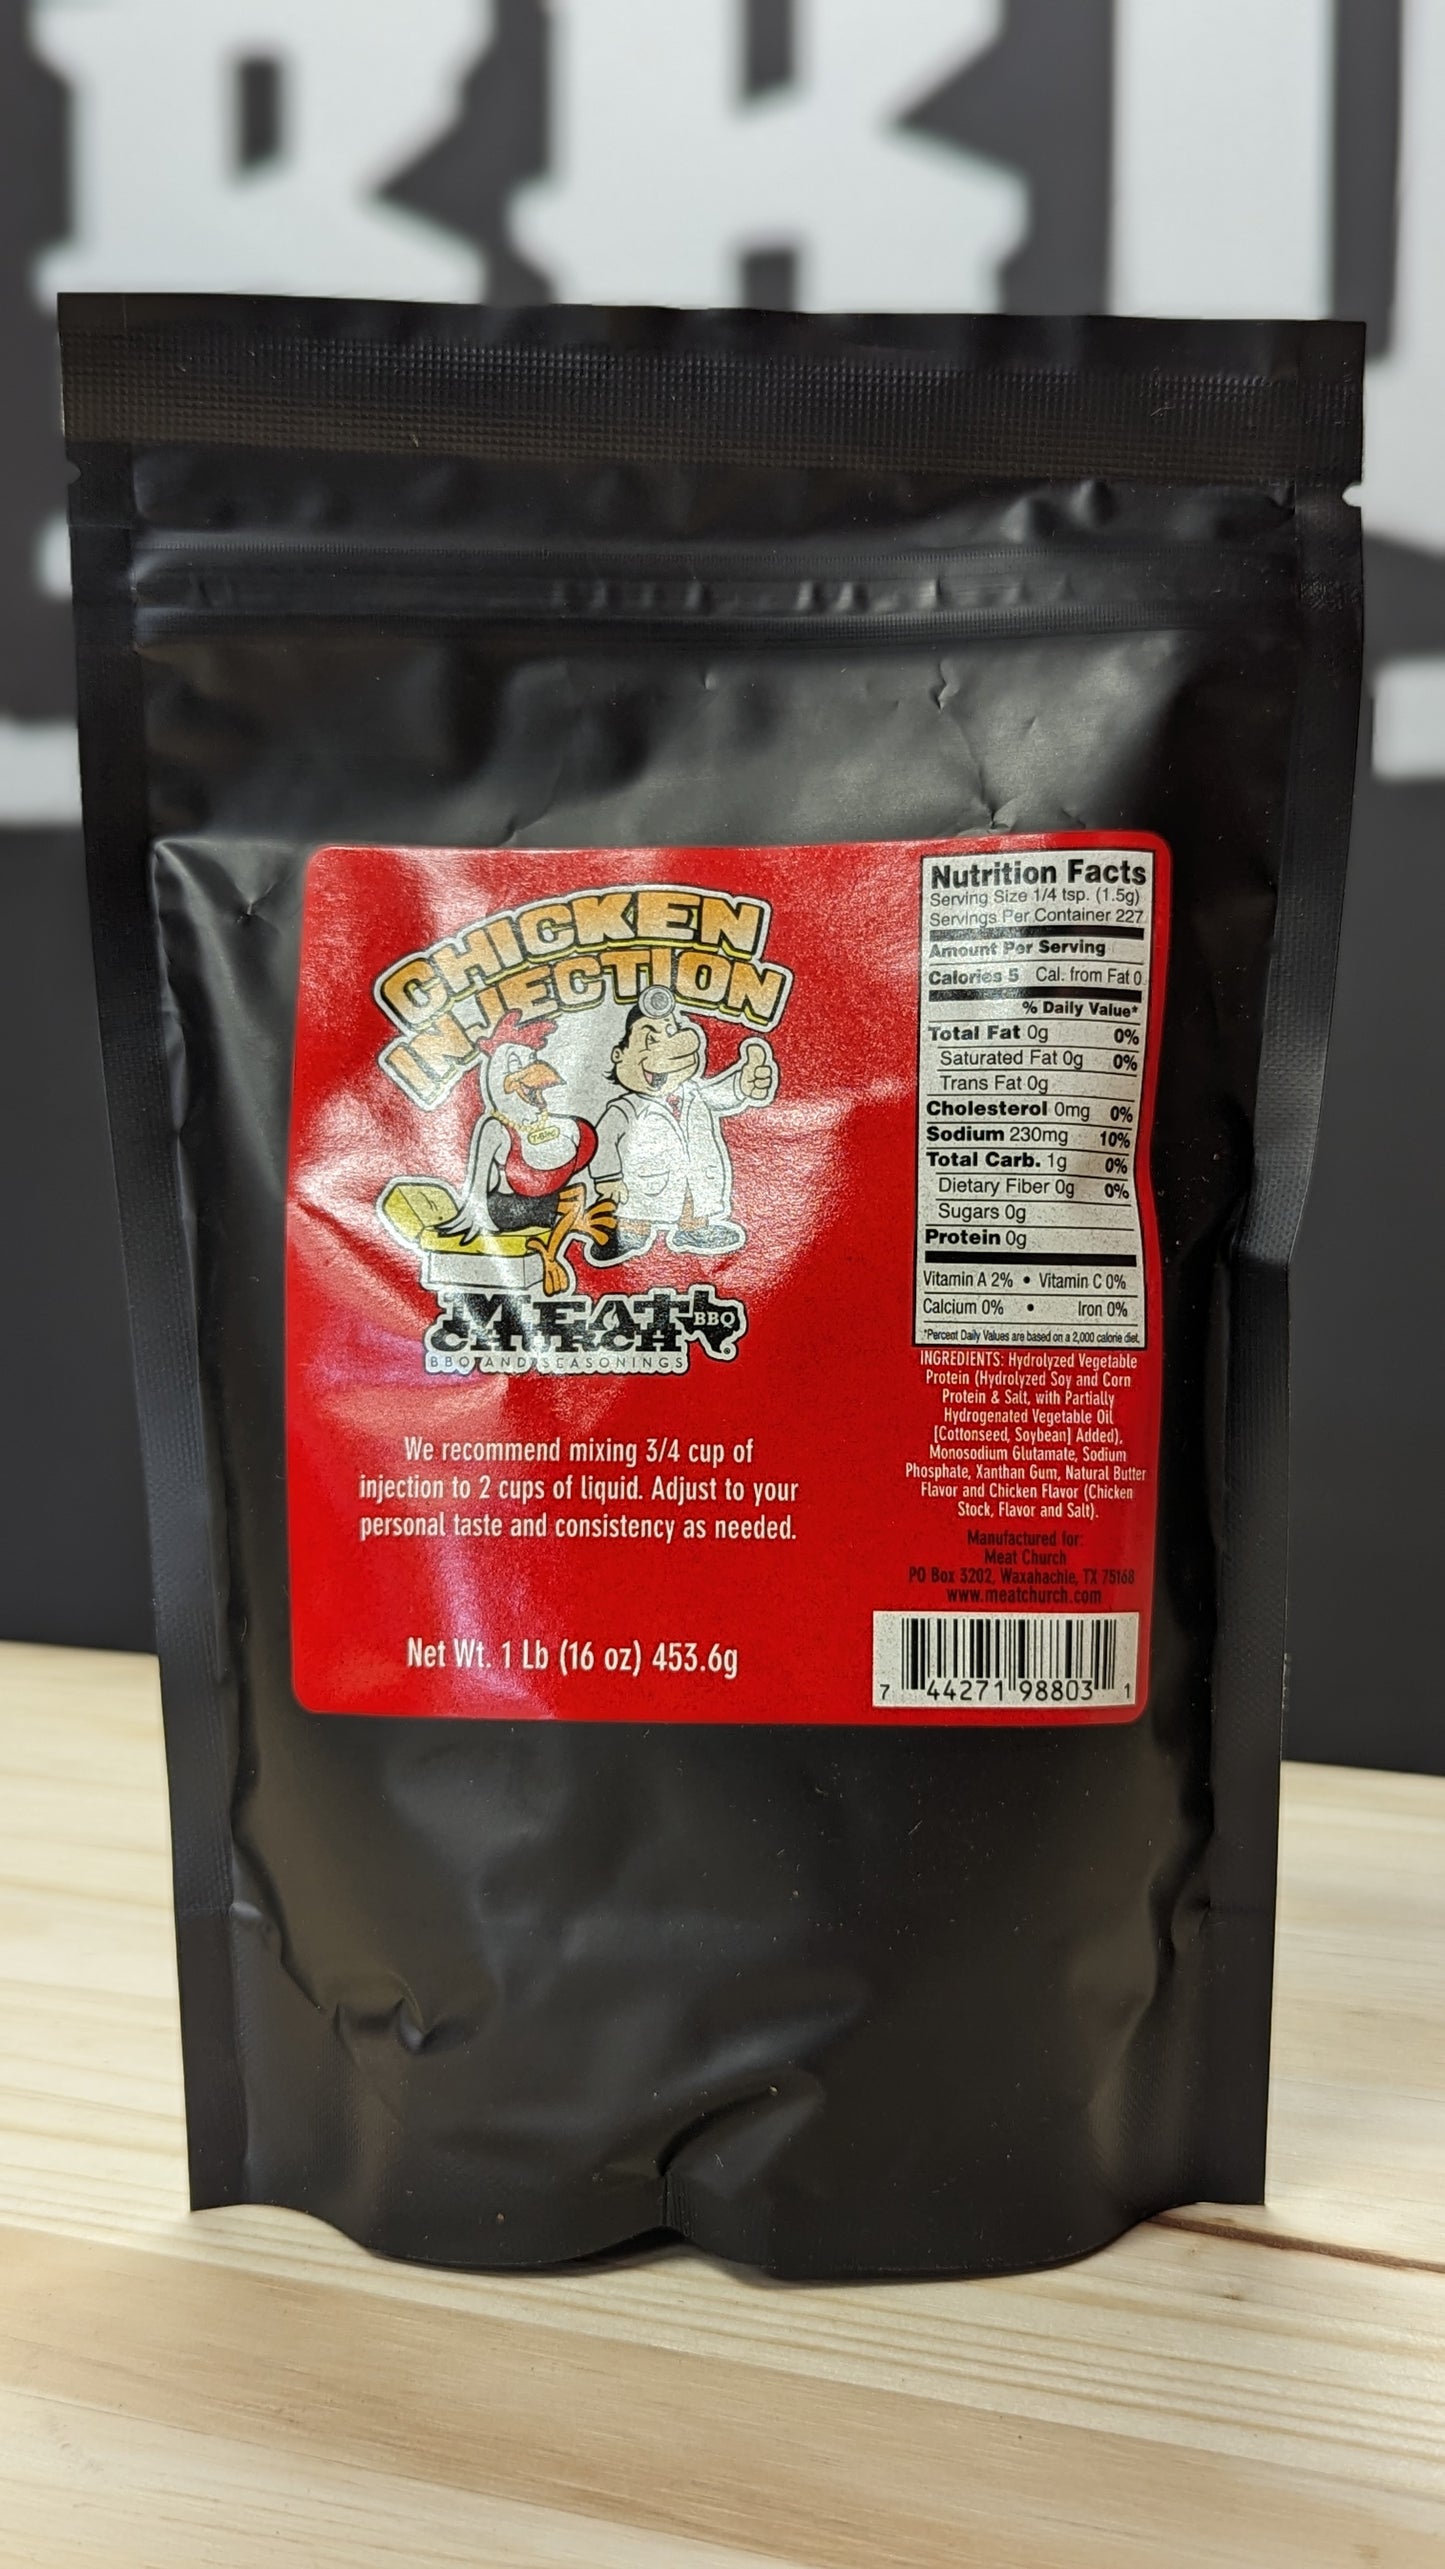 CHICKEN
INJECTION
MEAT BBQ
CHURCH
BBQ AND SEASONINGS
We recommend mixing 3/4 cup of
injection to 2 cups of liquid. Adjust to your
personal taste and consistency as needed.
Net Wt. 1 Lb (16 oz) 453.6g
Nutrition Facts
Serving Size 1/4 tsp. (1.5g)
Servings Per Container 227
Amount Per Serving
Calories 5 Cal. from Fat 0
% Daily Value*
Total Fat 0g 0%
Saturated Fat 0g 0%
Trans Fat 0g
Cholesterol 0mg 0%
Sodium 230mg 10%
Total Carb. 1g 0%
Dietary Fiber 0g 0%
Sugars 0g
Protein 0g
Vitamin A 2% • Vitamin C 0%
Calcium 0% • Iron 0%
*Percent Daily Values are based on a 2,000 calorie diet.
INGREDIENTS: Hydrolyzed Vegetable
Protein (Hydrolyzed Soy and Corn
Protein & Salt, with Partially
Hydrogenated Vegetable Oil
[Cottonseed, Soybean] Added),
Monosodium Glutamate, Sodium
Phosphate, Xanthan Gum, Natural Butter
Flavor and Chicken Flavor (Chicken
Stock, Flavor and Salt).
Manufactured for:
Meat Church
PO Box 3202, Waxahachie, TX 75168
www.meatchurch.com
7 44271 98803 1